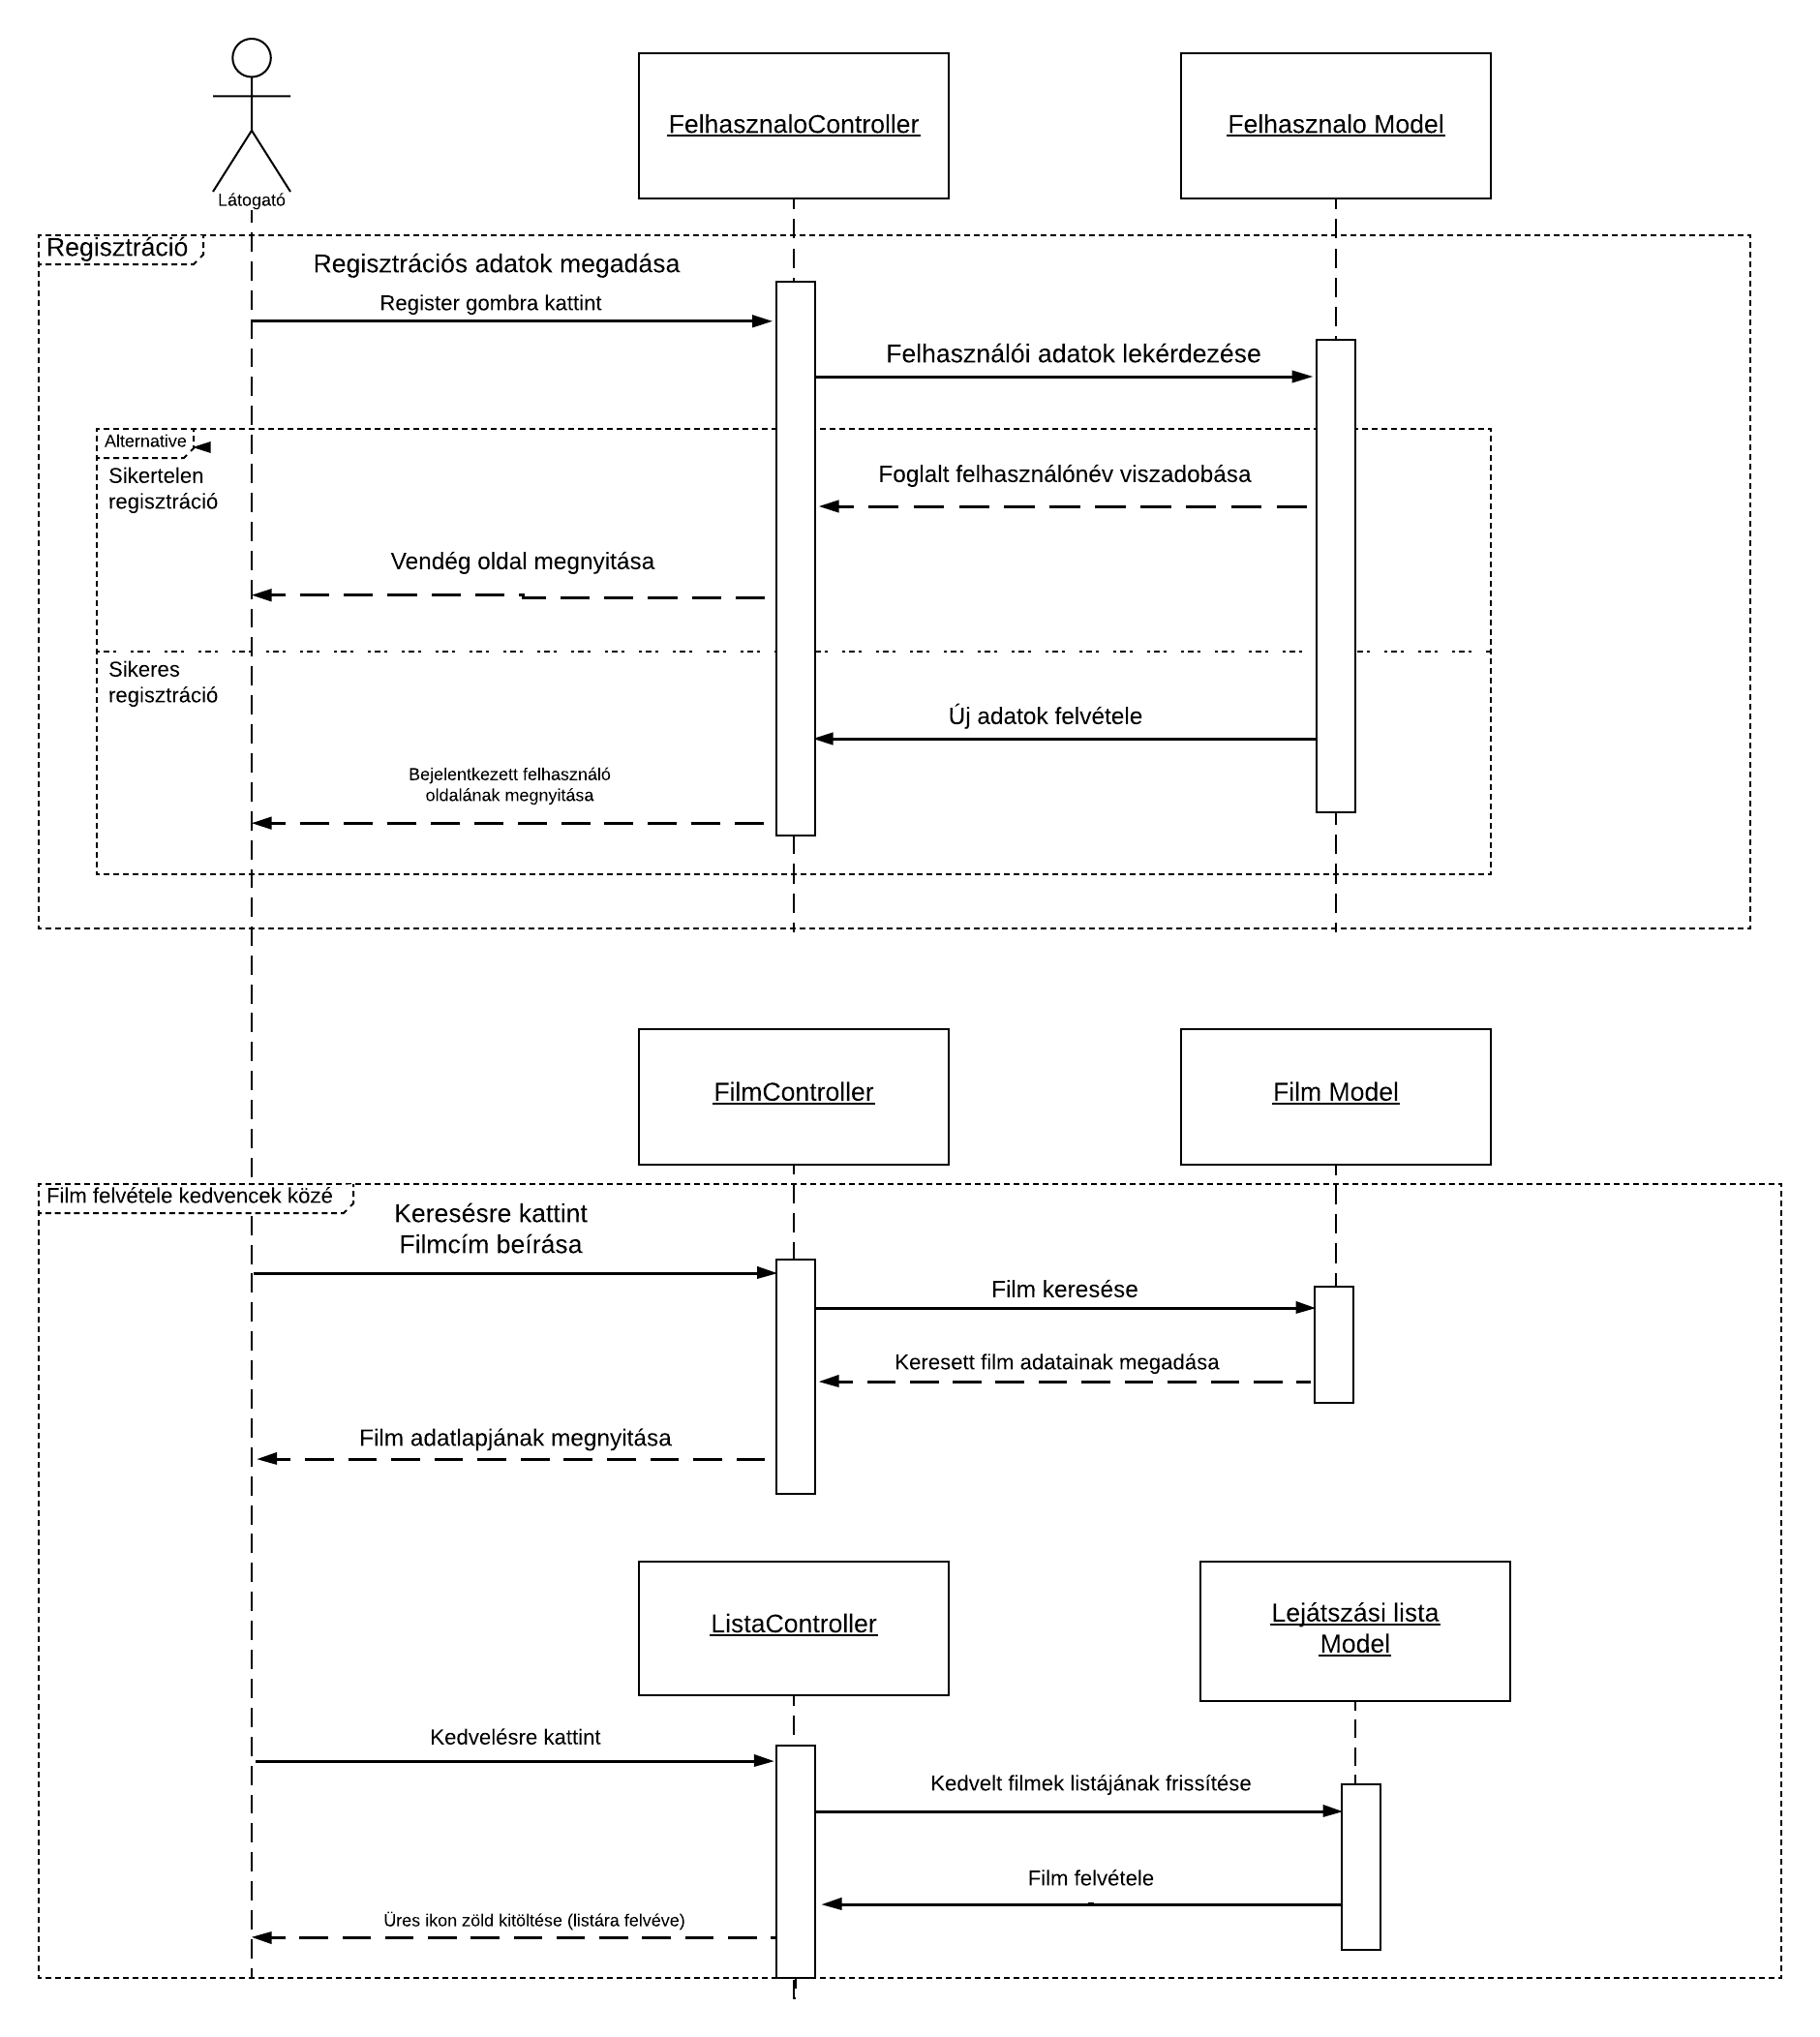 Látogató
FelhasznaloController
Felhasznalo Model
Regisztráció
Regisztrációs adatok megadása
Register gombra kattint
Felhasználói adatok lekérdezése
Alternative
Sikertelen
regisztráció
Foglalt felhasználónév viszadobása
Vendég oldal megnyitása
Sikeres
regisztráció
Új adatok felvétele
Bejelentkezett felhasználó
oldalának megnyitása
FilmController
Film Model
Film felvétele kedvencek közé
Keresésre kattint
Filmcím beírása
Film keresése
Keresett film adatainak megadása
Film adatlapjának megnyitása
ListaController
Lejátszási lista
Model
Kedvelésre kattint
Kedvelt filmek listájának frissítése
Film felvétele
Üres ikon zöld kitöltése (listára felvéve)